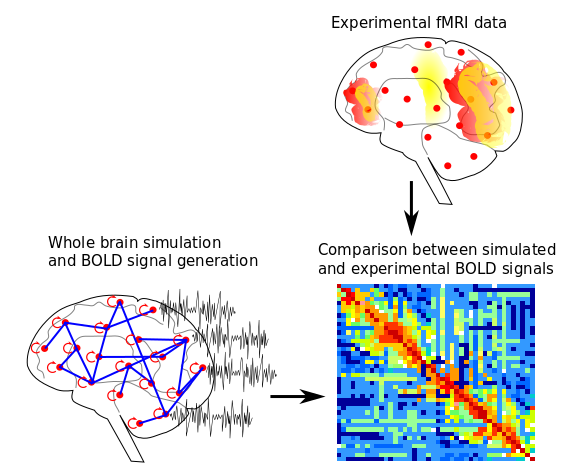 Experimental fMRI data
Whole brain simulation
and BOLD signal generation
Comparison between simulated
and experimental BOLD signals